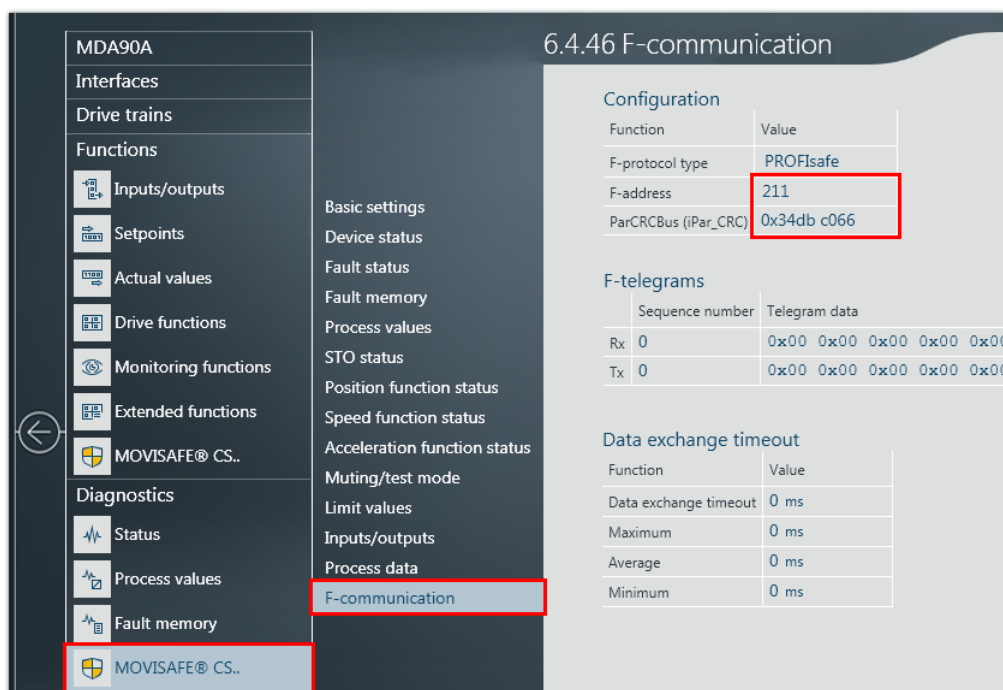 MDA90A
Interfaces
Drive trains
Functions
Inputs/outputs
Setpoints
Actual values
Drive functions
Monitoring functions
Extended functions
MOVISAFE® CS..
Diagnostics
Status
Process values
Fault memory
MOVISAFE® CS..
Basic settings
Device status
Fault status
Fault memory
Process values
STO status
Position function status
Speed function status
Acceleration function status
Muting/test mode
Limit values
Inputs/outputs
Process data
F-communication
6.4.46 F-communication
Configuration
Function Value
F-protocol type PROFIsafe
F-address 211
ParCRCBus (iPar_CRC) 0x34db c066
F-telegrams
Sequence number Telegram data
Rx 0 0x00 0x00 0x00 0x00 0x00
Tx 0 0x00 0x00 0x00 0x00 0x00
Data exchange timeout
Function Value
Data exchange timeout 0 ms
Maximum 0 ms
Average 0 ms
Minimum 0 ms